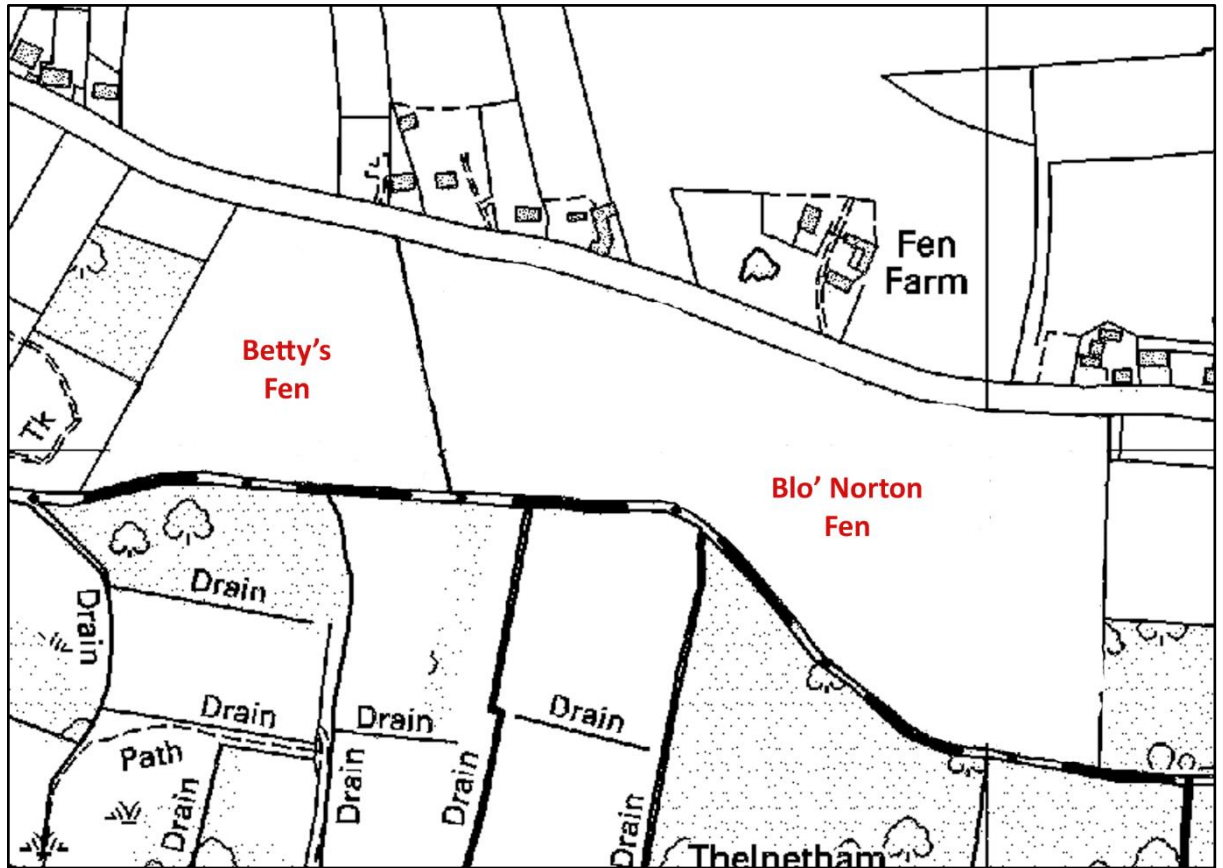 Fen
Farm
Betty's
Fen
Tk
Blo' Norton
Fen
Drain
Drain
Drain
Drain
Drain
Path
Drain
Drain
Drain
Drain
Thelnetham